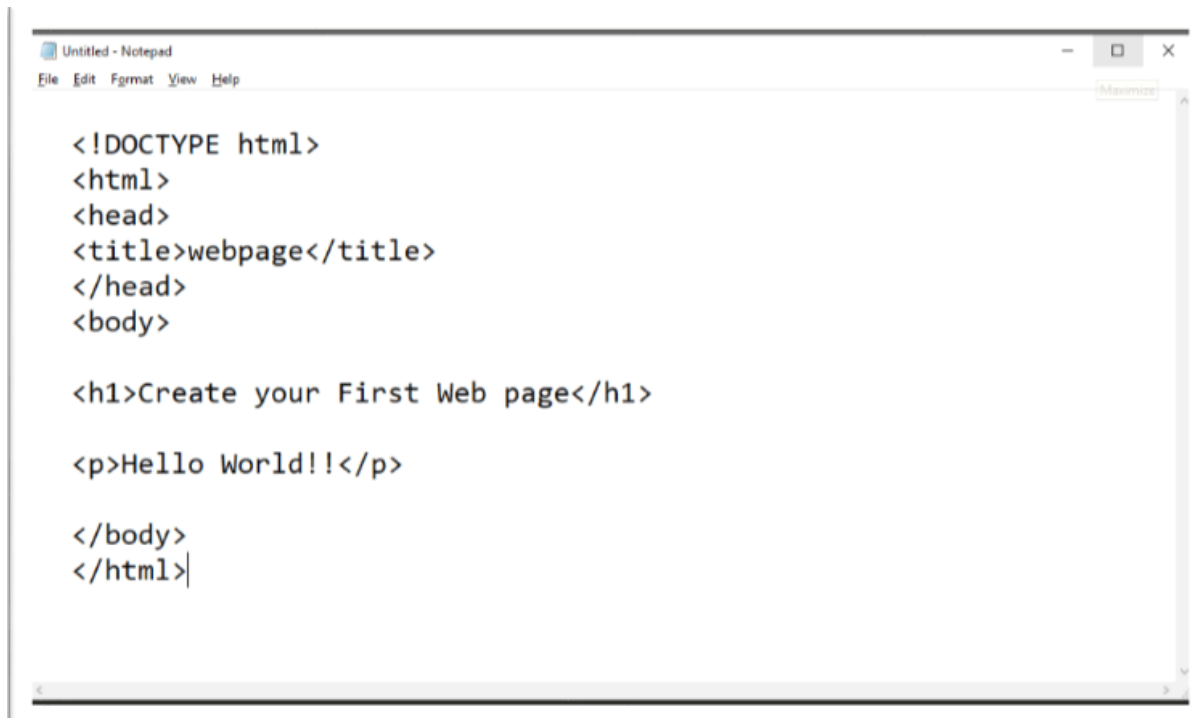 Untitled - Notepad
File Edit Format View Help
Maximize
<!DOCTYPE html>
<html>
<head>
<title>webpage</title>
</head>
<body>
<h1>Create your First Web page</h1>
<p>Hello World!!</p>
</body>
</html>